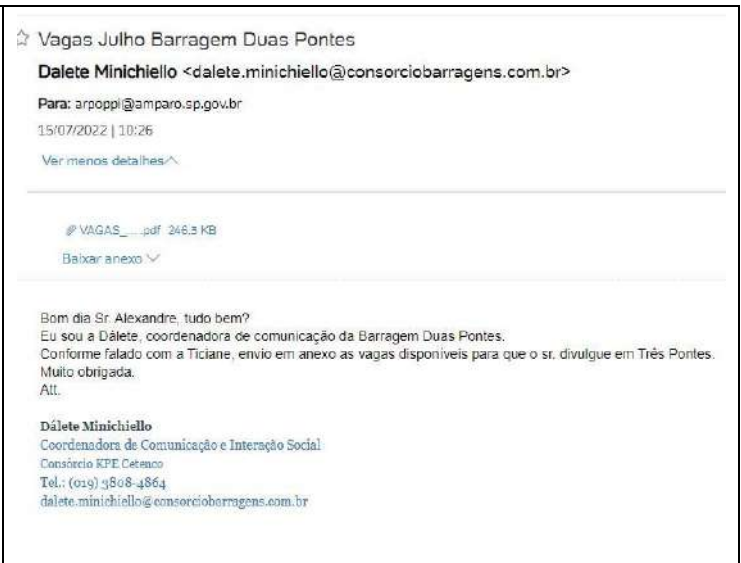 Vagas Julho Barragem Duas Pontes
Dalete Minichiello <dalete.minichiello@consorciobarragens.com.br>
Para: arpoppi@amparo.sp.gov.br
15/07/2022 | 10:26
Ver menos detalhes
VAGAS_....pdf 246.3 KB
Baixar anexo
Bom dia Sr. Alexandre, tudo bem?
Eu sou a Dálete, coordenadora de comunicação da Barragem Duas Pontes.
Conforme falado com a Ticiane, envio em anexo as vagas disponíveis para que o sr. divulgue em Três Pontes.
Muito obrigada.
Att.
Dálete Minichiello
Coordenadora de Comunicação e Interação Social
Consórcio KPE Cetenco
Tel.: (019) 3808-4864
dalete.minichiello@consorciobarragens.com.br